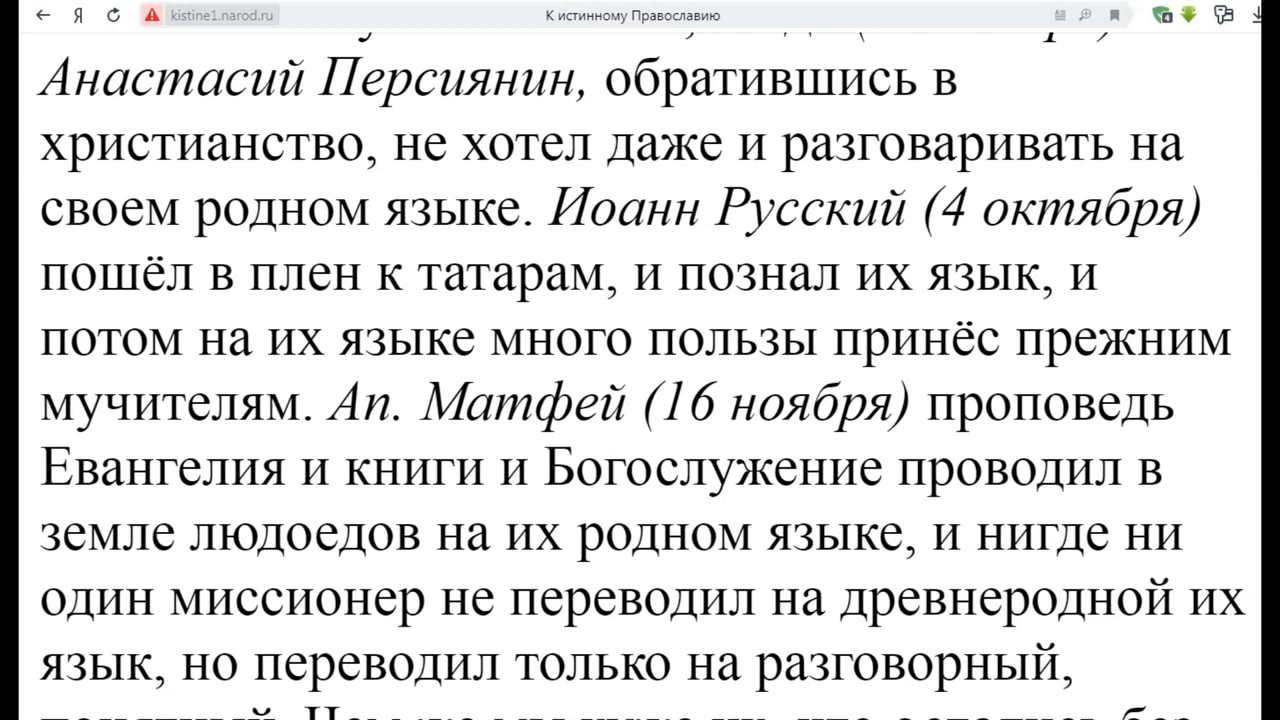 kistine1.narod.ru
К истинному Православию
Анастасий Персиянин, обратившись в
христианство, не хотел даже и разговаривать на
своем родном языке. Иоанн Русский (4 октября)
пошёл в плен к татарам, и познал их язык, и
потом на их языке много пользы принёс прежним
мучителям. Ап. Матфей (16 ноября) проповедь
Евангелия и книги и Богослужение проводил в
земле людоедов на их родном языке, и нигде ни
один миссионер не переводил на древнеродной их
язык, но переводил только на разговорный,